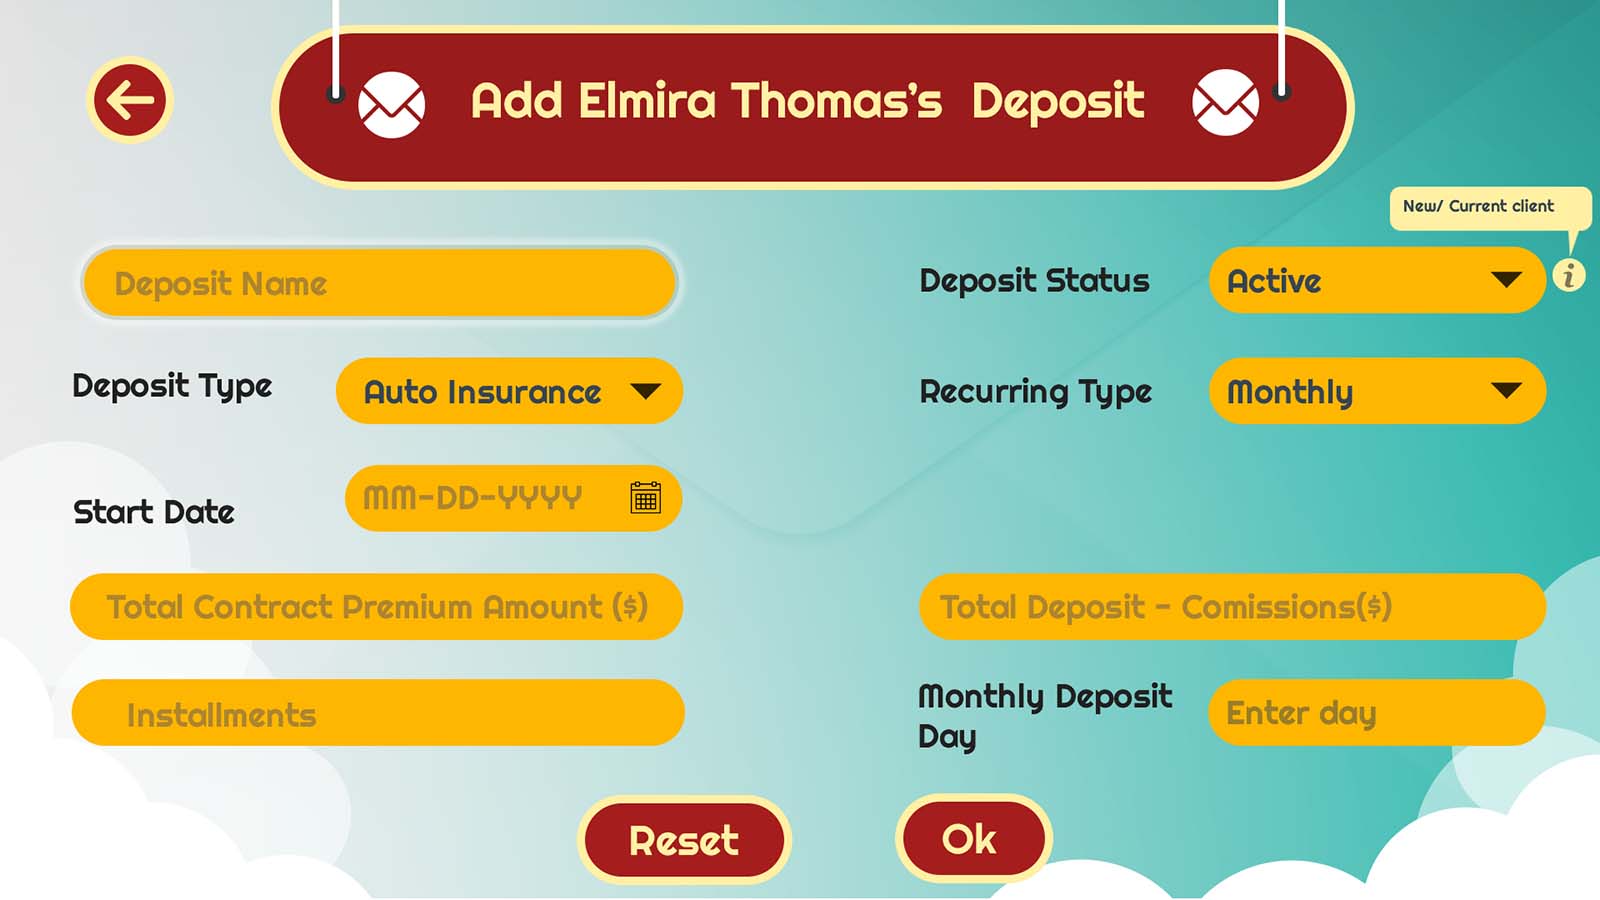 Add Elmira Thomas's Deposit
New/ Current client
i
Deposit Name
Deposit Status
Active
Deposit Type
Auto Insurance
Recurring Type
Monthly
Start Date
MM-DD-YYYY
Total Contract Premium Amount ($)
Total Deposit - Comissions($)
Installments
Monthly Deposit
Day
Enter day
Reset
Ok